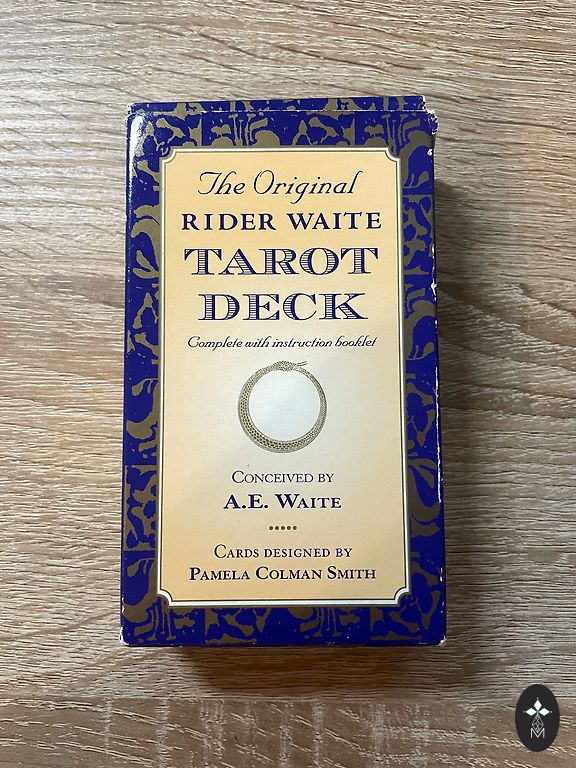 The Original
RIDER WAITE
TAROT
DECK
Complete with instruction booklet
CONCEIVED BY
A.E. WAITE
CARDS DESIGNED BY
PAMELA COLMAN SMITH